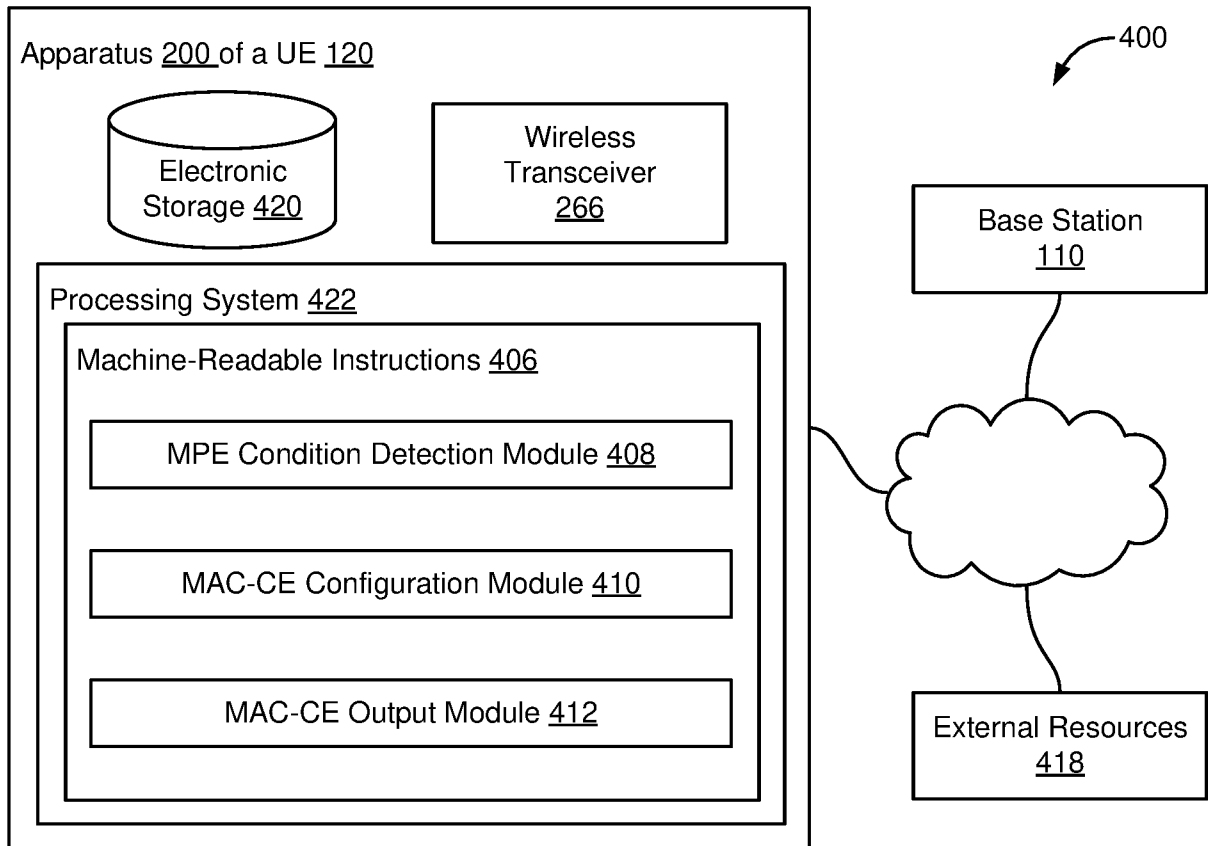 Apparatus 200 of a UE 120
400
Electronic
Storage 420
Wireless
Transceiver
266
Base Station
110
Processing System 422
Machine-Readable Instructions 406
MPE Condition Detection Module 408
MAC-CE Configuration Module 410
MAC-CE Output Module 412
External Resources
418